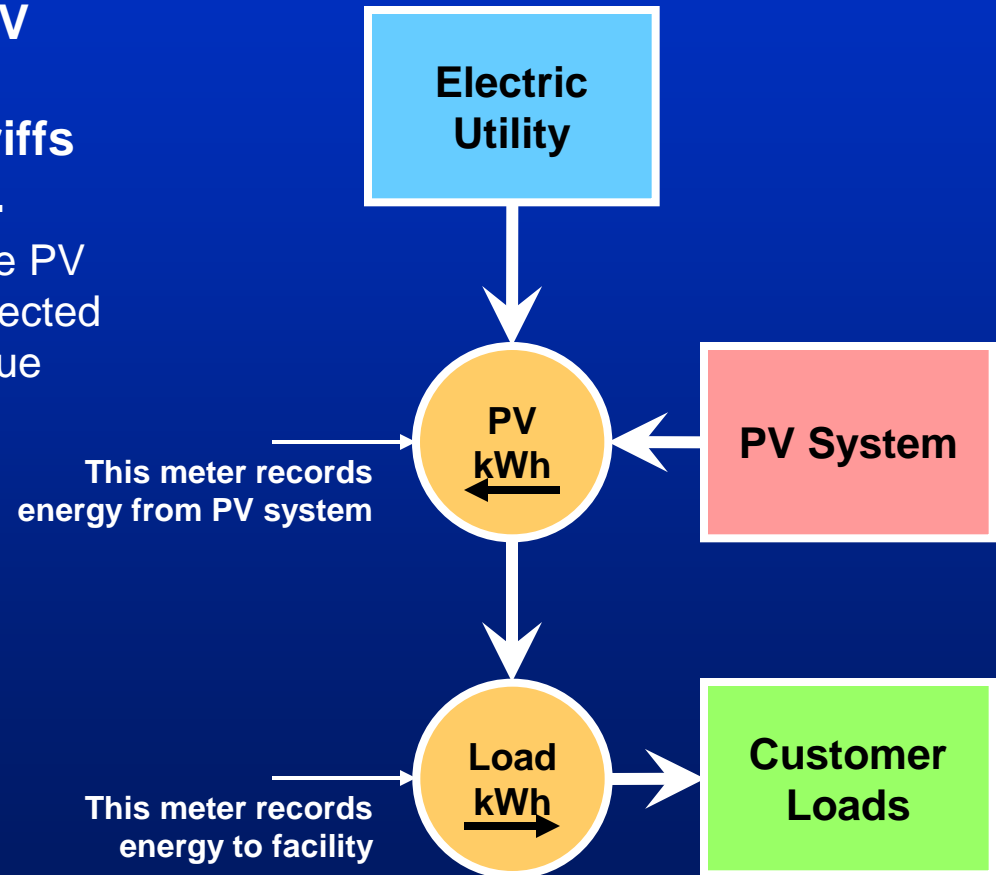 V
iffs
e PV
ected
ue
Electric
Utility
PV
kWh
PV System
This meter records
energy from PV system
Load
kWh
Customer
Loads
This meter records
energy to facility